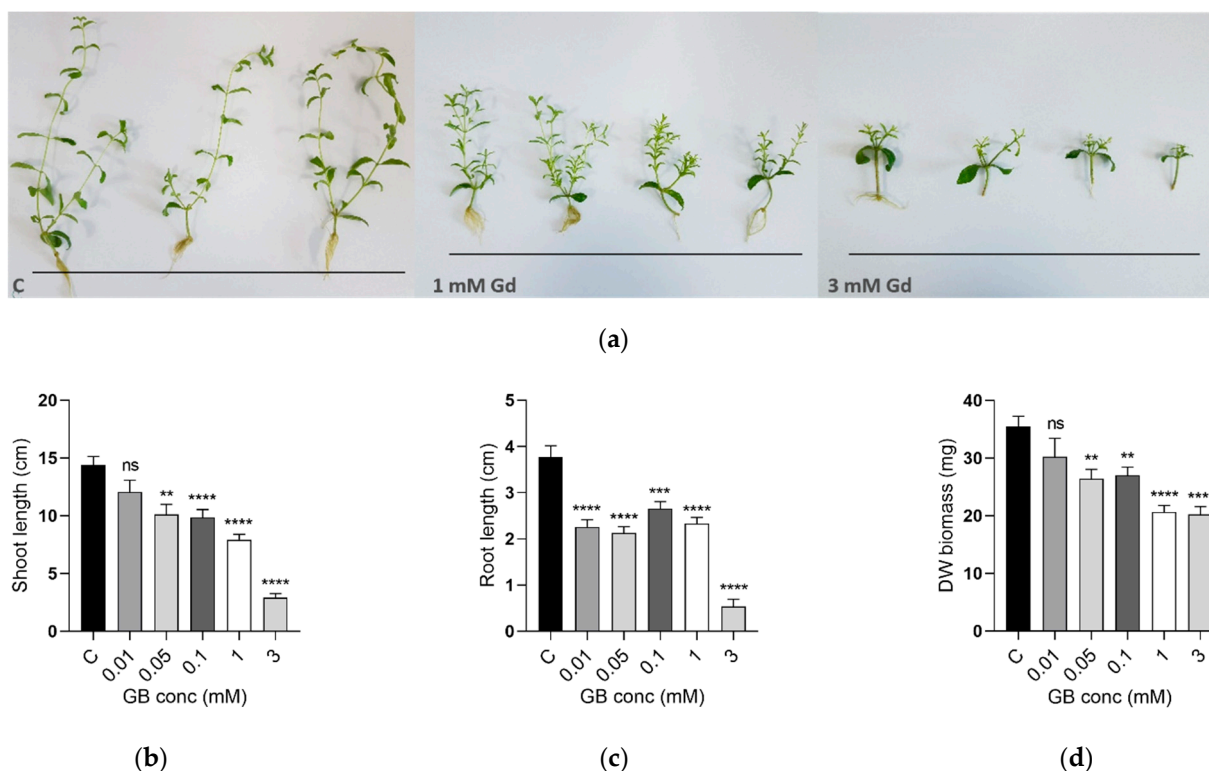 C
1 mM Gd
3 mM Gd
(a)
20
15
10
5
0
Shoot length (cm)
ns
**
****
****
****
C
0.01
0.05
0.1
1
3
GB conc (mM)
(b)
5
4
3
2
1
0
Root length (cm)
****
****
***
****
****
C
0.01
0.05
0.1
1
3
GB conc (mM)
(c)
40
30
20
10
0
DW biomass (mg)
ns
**
**
****
***
C
0.01
0.05
0.1
1
3
GB conc (mM)
(d)